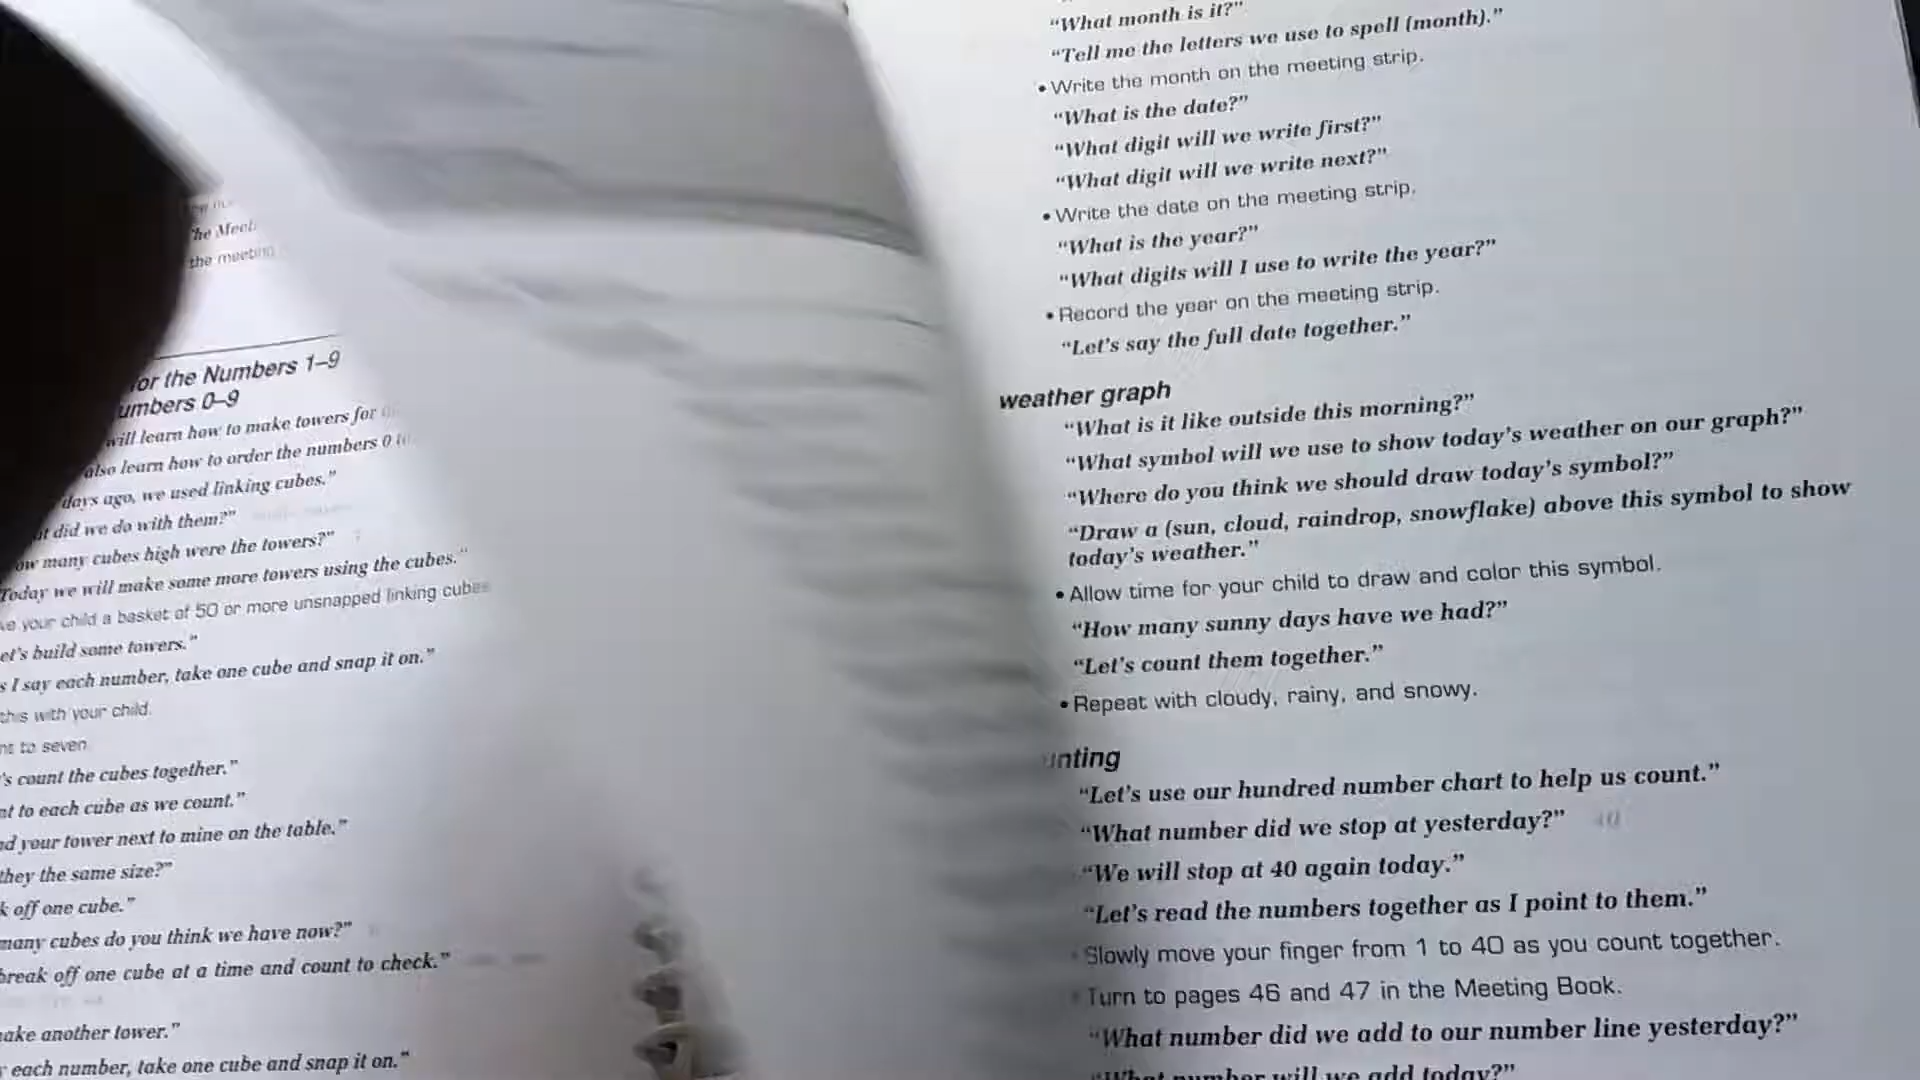 the meeting
for the Numbers 1–9
umbers 0–9
will learn how to make towers for
also learn how to order the numbers 0 to
days ago, we used linking cubes.”
did we do with them?”
ow many cubes high were the towers?”
Today we will make some more towers using the cubes.”
ve your child a basket of 50 or more unsnapped linking cubes
et’s build some towers.”
s I say each number, take one cube and snap it on.”
this with your child.
nt to seven.
’s count the cubes together.”
nt to each cube as we count.”
nd your tower next to mine on the table.”
they the same size?”
k off one cube.”
many cubes do you think we have now?”
break off one cube at a time and count to check.”
make another tower.”
each number, take one cube and snap it on.”
“What month is it?”
“Tell me the letters we use to spell (month).”
• Write the month on the meeting strip.
“What is the date?”
“What digit will we write first?”
“What digit will we write next?”
• Write the date on the meeting strip.
“What is the year?”
“What digits will I use to write the year?”
• Record the year on the meeting strip.
“Let’s say the full date together.”
weather graph
“What is it like outside this morning?”
“What symbol will we use to show today’s weather on our graph?”
“Where do you think we should draw today’s symbol?”
“Draw a (sun, cloud, raindrop, snowflake) above this symbol to show
today’s weather.”
• Allow time for your child to draw and color this symbol.
“How many sunny days have we had?”
“Let’s count them together.”
• Repeat with cloudy, rainy, and snowy.
unting
“Let’s use our hundred number chart to help us count.”
“What number did we stop at yesterday?” 40
“We will stop at 40 again today.”
“Let’s read the numbers together as I point to them.”
• Slowly move your finger from 1 to 40 as you count together.
• Turn to pages 46 and 47 in the Meeting Book.
“What number did we add to our number line yesterday?”
“What number will we add today?”